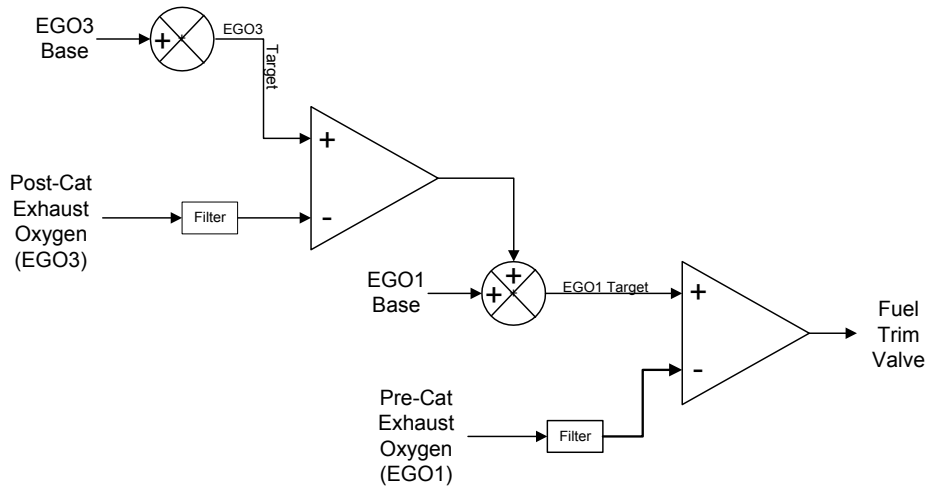 EGO3
Base
+
EGO3
Target
+
-
Post-Cat
Exhaust
Oxygen
(EGO3)
Filter
EGO1
Base
+
+
EGO1 Target
+
-
Fuel
Trim
Valve
Pre-Cat
Exhaust
Oxygen
(EGO1)
Filter